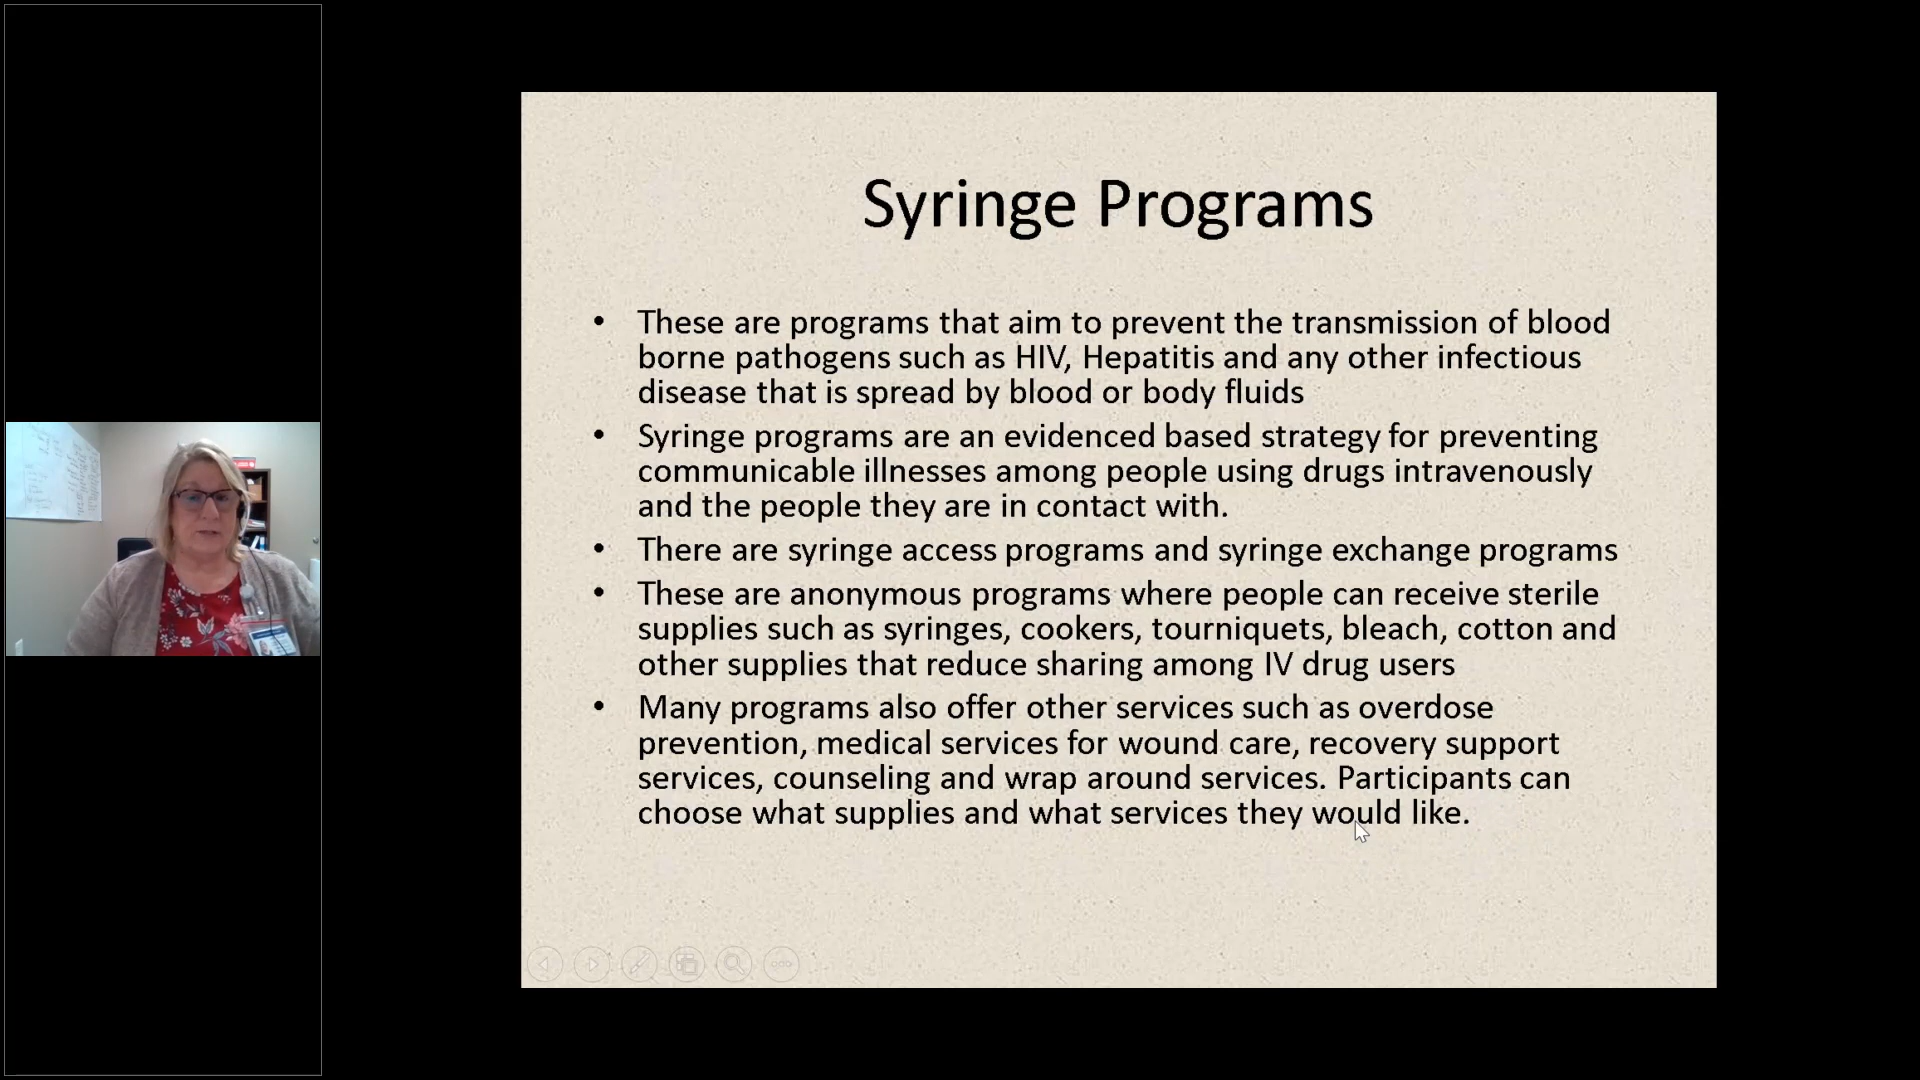 Syringe Programs
• These are programs that aim to prevent the transmission of blood
borne pathogens such as HIV, Hepatitis and any other infectious
disease that is spread by blood or body fluids
• Syringe programs are an evidenced based strategy for preventing
communicable illnesses among people using drugs intravenously
and the people they are in contact with.
• There are syringe access programs and syringe exchange programs
• These are anonymous programs where people can receive sterile
supplies such as syringes, cookers, tourniquets, bleach, cotton and
other supplies that reduce sharing among IV drug users
• Many programs also offer other services such as overdose
prevention, medical services for wound care, recovery support
services, counseling and wrap around services. Participants can
choose what supplies and what services they would like.